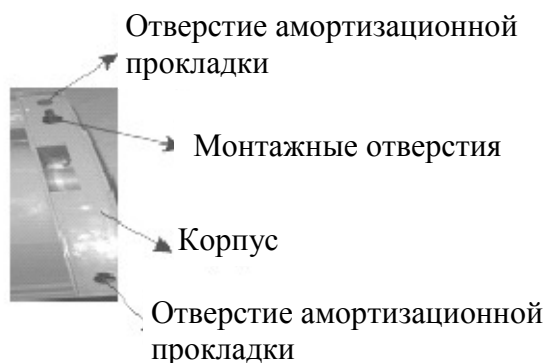 Отверстие амортизационной
прокладки
Монтажные отверстия
Корпус
Отверстие амортизационной
прокладки